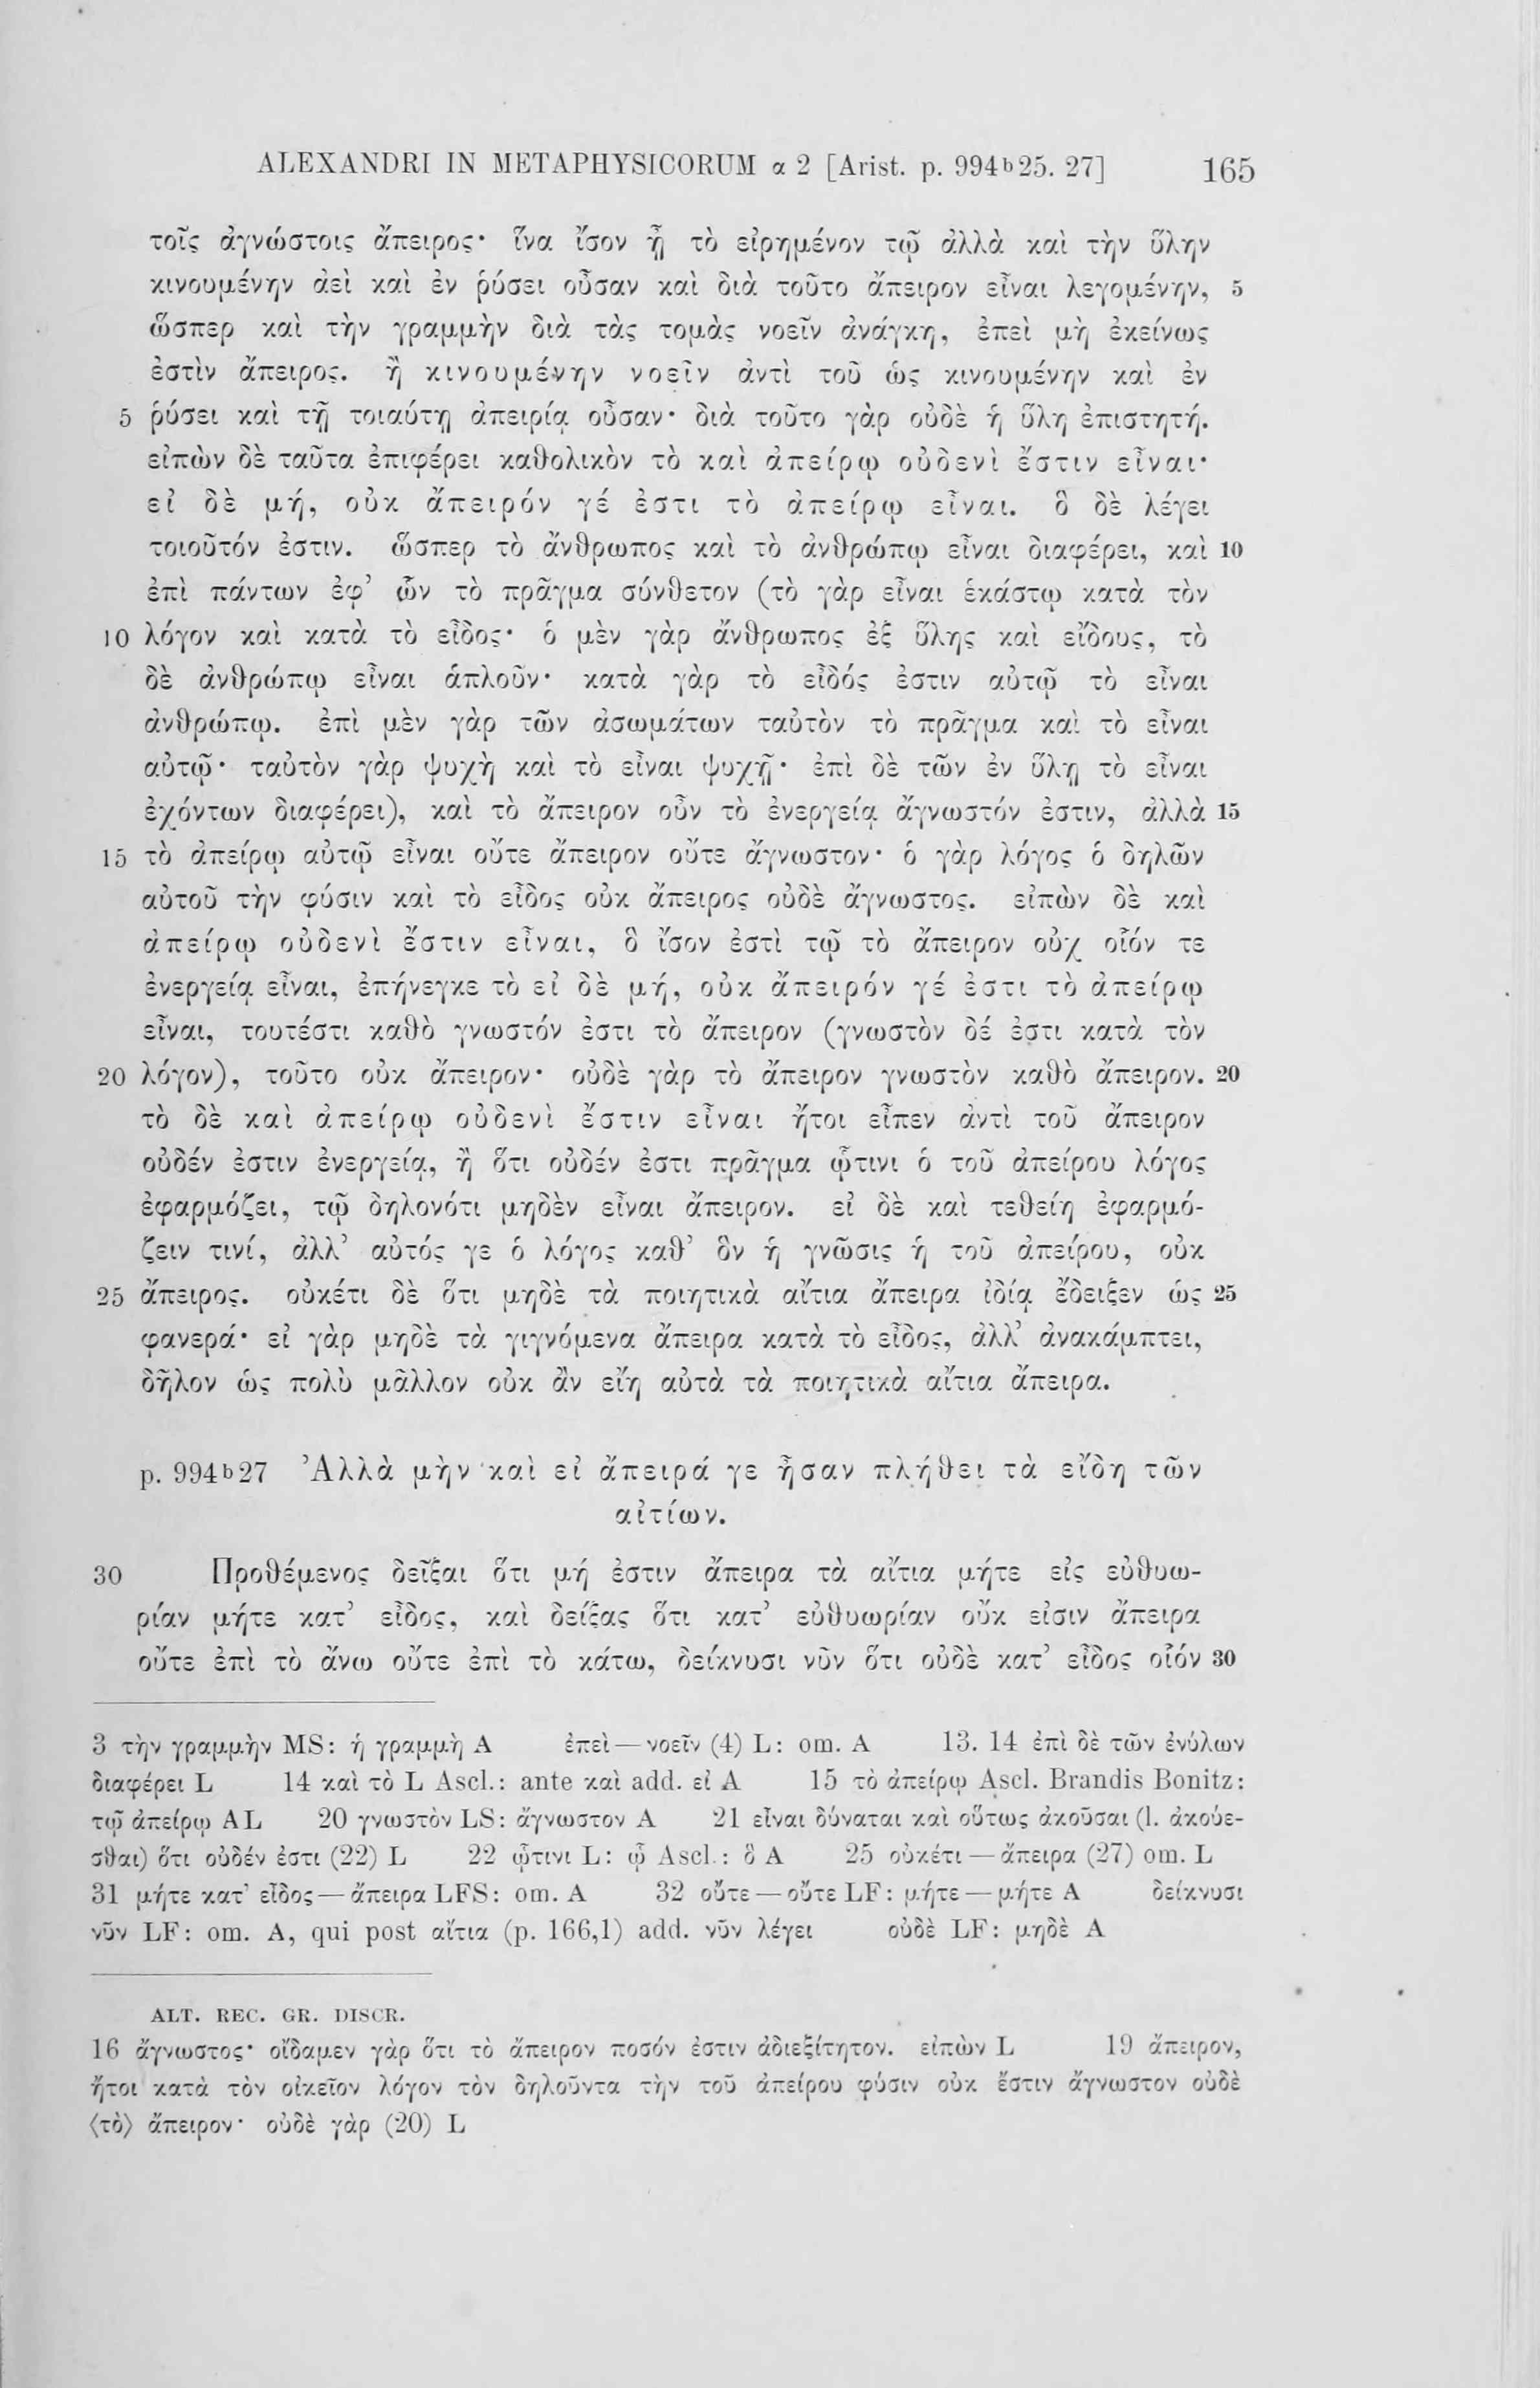 ALEXANDRI IN METAPHYSICORUM α 2 [Arist. p. 994ᵇ25. 27] 165
τοῖς ἀγνώστοις ἄπειρος· ἵνα ἴσον ᾖ τὸ εἰρημένον τῷ ἀλλὰ καὶ τὴν ὕλην
κινουμένην ἀεὶ καὶ ἐν ῥύσει οὖσαν καὶ διὰ τοῦτο ἄπειρον εἶναι λεγομένην, 5
ὥσπερ καὶ τὴν γραμμὴν διὰ τὰς τομὰς νοεῖν ἀνάγκη, ἐπεὶ μὴ ἐκείνως
ἐστὶν ἄπειρος. ἢ κινουμένην νοεῖν ἀντὶ τοῦ ὡς κινουμένην καὶ ἐν
5 ῥύσει καὶ τῇ τοιαύτῃ ἀπειρίᾳ οὖσαν· διὰ τοῦτο γὰρ οὐδὲ ἡ ὕλη ἐπιστητή.
εἰπὼν δὲ ταῦτα ἐπιφέρει καθολικὸν τὸ καὶ ἀπείρῳ οὐδενὶ ἔστιν εἶναι·
εἰ δὲ μή, οὐκ ἄπειρόν γέ ἐστι τὸ ἀπείρῳ εἶναι. ὃ δὲ λέγει
τοιοῦτόν ἐστιν. ὥσπερ τὸ ἄνθρωπος καὶ τὸ ἀνθρώπῳ εἶναι διαφέρει, καὶ 10
ἐπὶ πάντων ἐφ’ ὧν τὸ πρᾶγμα σύνθετον (τὸ γὰρ εἶναι ἑκάστῳ κατὰ τὸν
10 λόγον καὶ κατὰ τὸ εἶδος· ὁ μὲν γὰρ ἄνθρωπος ἐξ ὕλης καὶ εἴδους, τὸ
δὲ ἀνθρώπῳ εἶναι ἁπλοῦν· κατὰ γὰρ τὸ εἶδός ἐστιν αὐτῷ τὸ εἶναι
ἀνθρώπῳ. ἐπὶ μὲν γὰρ τῶν ἀσωμάτων ταὐτὸν τὸ πρᾶγμα καὶ τὸ εἶναι
αὐτῷ· ταὐτὸν γὰρ ψυχὴ καὶ τὸ εἶναι ψυχῇ· ἐπὶ δὲ τῶν ἐν ὕλῃ τὸ εἶναι
ἐχόντων διαφέρει), καὶ τὸ ἄπειρον οὖν τὸ ἐνεργείᾳ ἄγνωστόν ἐστιν, ἀλλὰ 15
15 τὸ ἀπείρῳ αὐτῷ εἶναι οὔτε ἄπειρον οὔτε ἄγνωστον· ὁ γὰρ λόγος ὁ δηλῶν
αὐτοῦ τὴν φύσιν καὶ τὸ εἶδος οὐκ ἄπειρος οὐδὲ ἄγνωστος. εἰπὼν δὲ καὶ
ἀπείρῳ οὐδενὶ ἔστιν εἶναι, ὃ ἴσον ἐστὶ τῷ τὸ ἄπειρον οὐχ οἷόν τε
ἐνεργείᾳ εἶναι, ἐπήνεγκε τὸ εἰ δὲ μή, οὐκ ἄπειρόν γέ ἐστι τὸ ἀπείρῳ
εἶναι, τουτέστι καθὸ γνωστόν ἐστι τὸ ἄπειρον (γνωστὸν δέ ἐστι κατὰ τὸν
20 λόγον), τοῦτο οὐκ ἄπειρον· οὐδὲ γὰρ τὸ ἄπειρον γνωστὸν καθὸ ἄπειρον. 20
τὸ δὲ καὶ ἀπείρῳ οὐδενὶ ἔστιν εἶναι ἤτοι εἶπεν ἀντὶ τοῦ ἄπειρον
οὐδέν ἐστιν ἐνεργείᾳ, ἢ ὅτι οὐδέν ἐστι πρᾶγμα ᾧτινι ὁ τοῦ ἀπείρου λόγος
ἐφαρμόζει, τῷ δηλονότι μηδὲν εἶναι ἄπειρον. εἰ δὲ καὶ τεθείη ἐφαρμό-
ζειν τινί, ἀλλ’ αὐτός γε ὁ λόγος καθ’ ὃν ἡ γνῶσις ἡ τοῦ ἀπείρου, οὐκ
25 ἄπειρος. οὐκέτι δὲ ὅτι μηδὲ τὰ ποιητικὰ αἴτια ἄπειρα ἰδίᾳ ἔδειξεν ὡς 25
φανερά· εἰ γὰρ μηδὲ τὰ γιγνόμενα ἄπειρα κατὰ τὸ εἶδος, ἀλλ’ ἀνακάμπτει,
δῆλον ὡς πολὺ μᾶλλον οὐκ ἂν εἴη αὐτὰ τὰ ποιητικὰ αἴτια ἄπειρα.
p. 994ᵇ27 Ἀλλὰ μὴν καὶ εἰ ἄπειρά γε ἦσαν πλήθει τὰ εἴδη τῶν
αἰτίων.
30 Προθέμενος δεῖξαι ὅτι μή ἐστιν ἄπειρα τὰ αἴτια μήτε εἰς εὐθυω-
ρίαν μήτε κατ’ εἶδος, καὶ δείξας ὅτι κατ’ εὐθυωρίαν οὔκ εἰσιν ἄπειρα
οὔτε ἐπὶ τὸ ἄνω οὔτε ἐπὶ τὸ κάτω, δείκνυσι νῦν ὅτι οὐδὲ κατ’ εἶδος οἷόν 30
3 τὴν γραμμὴν MS: ἡ γραμμὴ A ἐπεὶ — νοεῖν (4) L: om. A 13. 14 ἐπὶ δὲ τῶν ἐνύλων
διαφέρει L 14 καὶ τὸ L Ascl.: ante καὶ add. εἰ A 15 τὸ ἀπείρῳ Ascl. Brandis Bonitz:
τῷ ἀπείρῳ AL 20 γνωστὸν LS: ἄγνωστον A 21 εἶναι δύναται καὶ οὕτως ἀκοῦσαι (l. ἀκούε-
σθαι) ὅτι οὐδέν ἐστι (22) L 22 ᾧτινι L: ᾧ Ascl.: ὃ A 25 οὐκέτι — ἄπειρα (27) om. L
31 μήτε κατ’ εἶδος — ἄπειρα LFS: om. A 32 οὔτε — οὔτε LF: μήτε — μήτε A δείκνυσι
νῦν LF: om. A, qui post αἴτια (p. 166,1) add. νῦν λέγει οὐδὲ LF: μηδὲ A
ALT. REC. GR. DISCR.
16 ἄγνωστος· οἴδαμεν γὰρ ὅτι τὸ ἄπειρον ποσόν ἐστιν ἀδιεξίτητον. εἰπὼν L 19 ἄπειρον,
ἤτοι κατὰ τὸν οἰκεῖον λόγον τὸν δηλοῦντα τὴν τοῦ ἀπείρου φύσιν οὐκ ἔστιν ἄγνωστον οὐδὲ
⟨τὸ⟩ ἄπειρον· οὐδὲ γὰρ (20) L